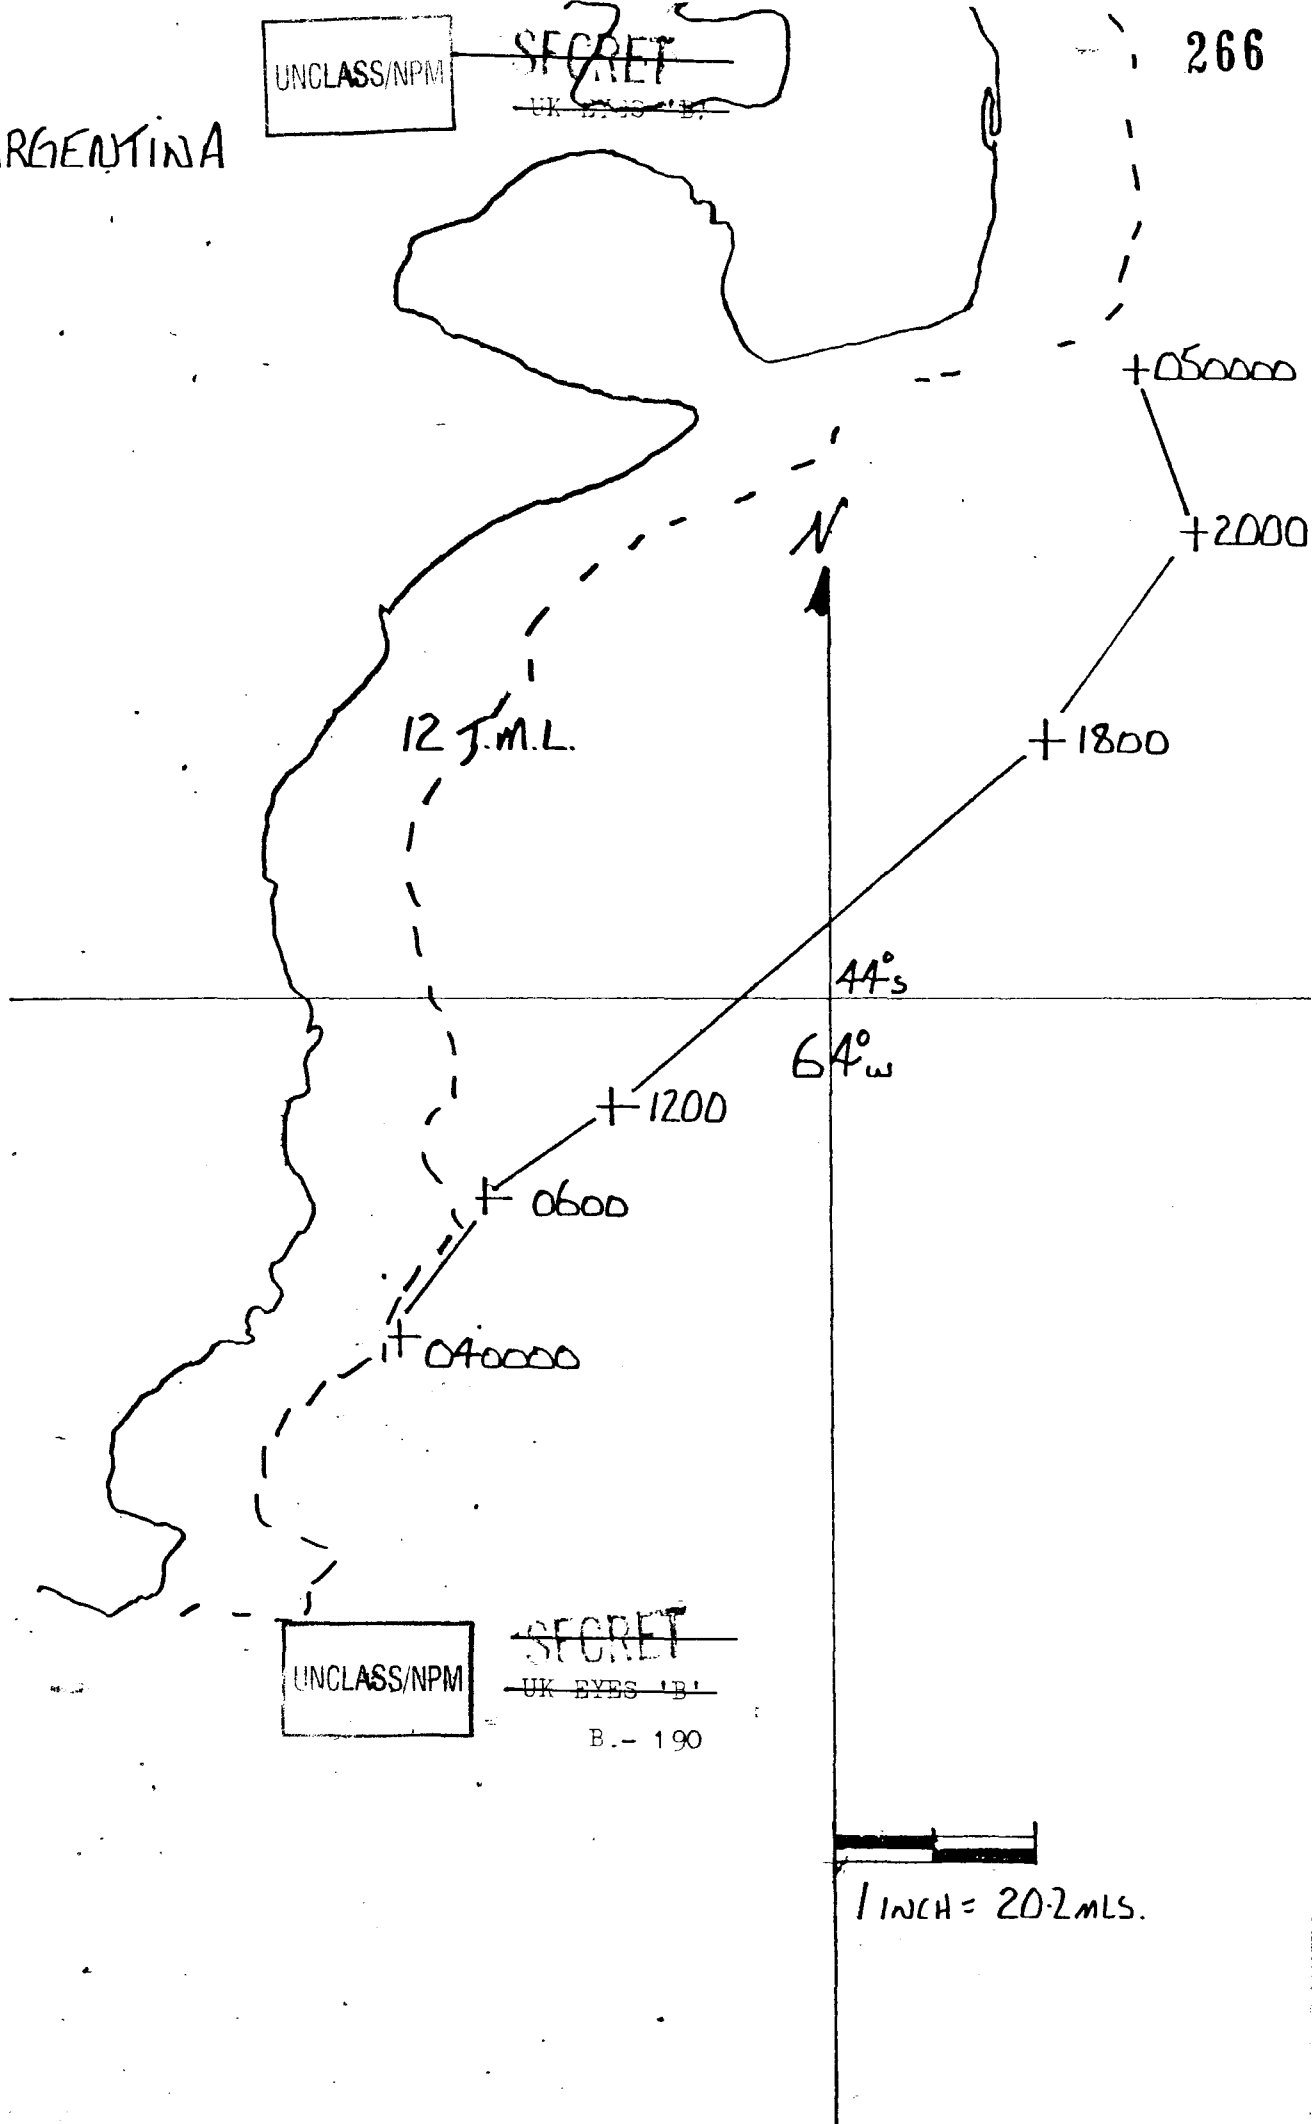 266
UNCLASS/NPM
SECRET
UK EYES 'B'
RGENTINA
+050000
+2000
N
12 T.M.L.
+1800
44°S
64°W
+1200
+0600
+040000
UNCLASS/NPM
SECRET
UK EYES 'B'
B.- 190
1 INCH = 20.2 MLS.